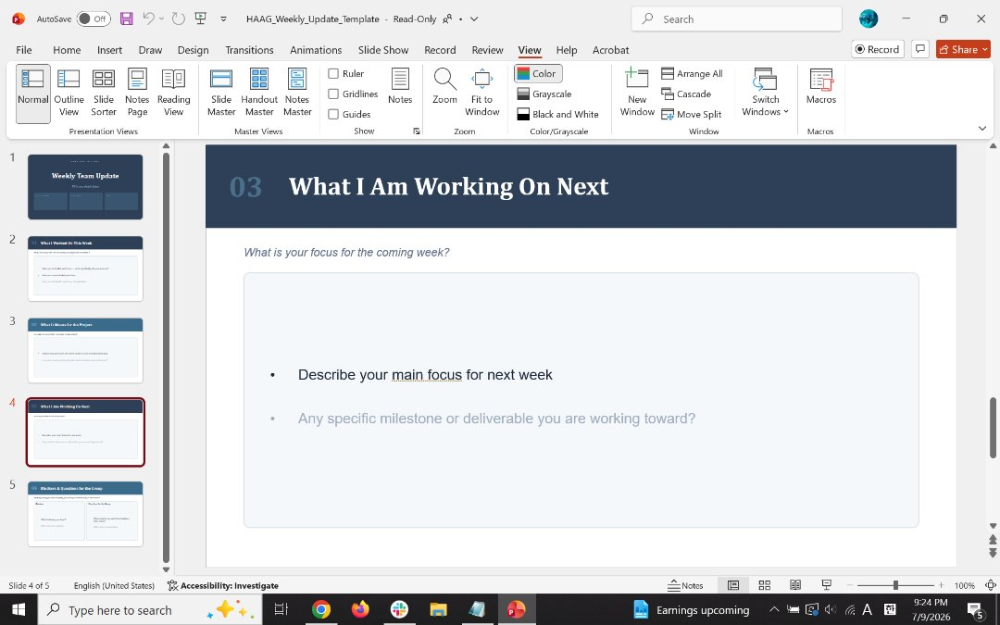 AutoSave Off HAAG_Weekly_Update_Template - Read-Only Search
File Home Insert Draw Design Transitions Animations Slide Show Record Review View Help Acrobat Record Share
Normal Outline View Slide Sorter Notes Page Reading View
Presentation Views
Slide Master Handout Master Notes Master
Master Views
Ruler
Gridlines
Guides
Notes
Show
Zoom Fit to Window
Zoom
Color
Grayscale
Black and White
Color/Grayscale
New Window
Arrange All
Cascade
Move Split
Switch Windows
Window
Macros
Macros
1
Weekly Team Update
2
What I Worked On This Week
3
What It Means for the Project
4
What I Am Working On Next
5
Blockers & Questions for the Group
03 What I Am Working On Next
What is your focus for the coming week?
• Describe your main focus for next week
• Any specific milestone or deliverable you are working toward?
Slide 4 of 5 English (United States) Accessibility: Investigate Notes 100%
Type here to search Earnings upcoming A 9:24 PM
7/9/2026 5